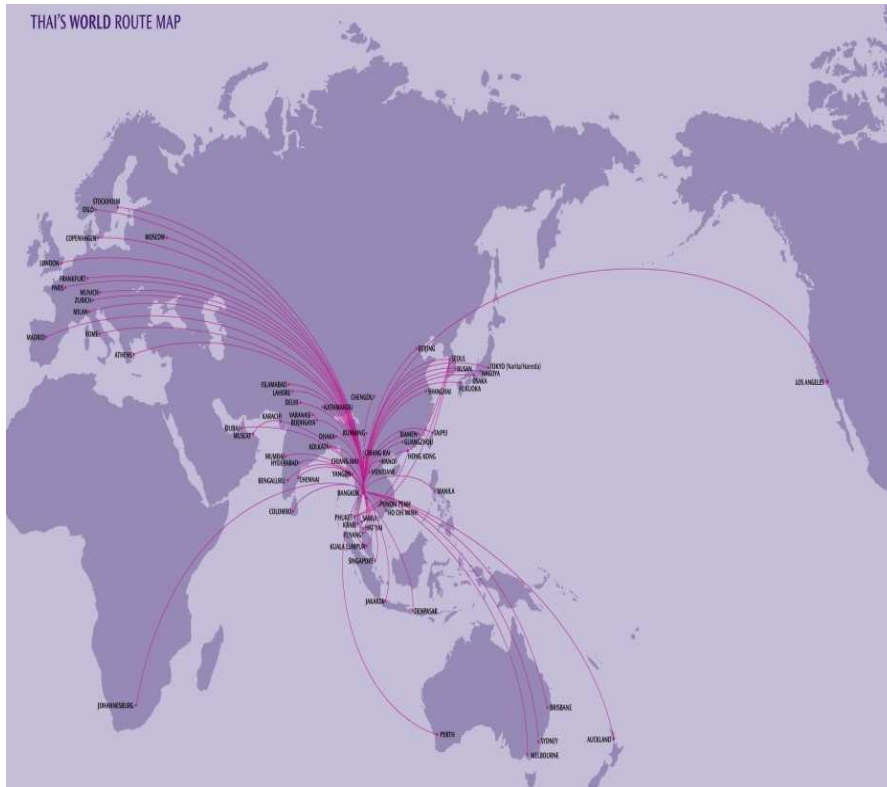 THAI'S WORLD ROUTE MAP
STOCKHOLM
OSLO
COPENHAGEN
MOSCOW
LONDON
FRANKFURT
PARIS
MUNICH
ZURICH
MILAN
MADRID
ROME
ATHENS
BEIJING
SEOUL
BUSAN
TOKYO (Narita/Haneda)
NAGOYA
OSAKA
FUKUOKA
LOS ANGELES
ISLAMABAD
LAHORE
DELHI
KATHMANDU
CHENGDU
SHANGHAI
KARACHI
VARANASI
BODHGAYA
DUBAI
MUSCAT
DHAKA
KUNMING
XIAMEN
TAIPEI
KOLKATA
GUANGZHOU
HONG KONG
MUMBAI
HYDERABAD
CHIANG MAI
CHIANG RAI
HANOI
YANGON
VIENTIANE
BENGALURU
CHENNAI
BANGKOK
MANILA
COLOMBO
PHNOM PENH
HO CHI MINH
PHUKET
SAMUI
KRABI
HAT YAI
PENANG
KUALA LUMPUR
SINGAPORE
JAKARTA
DENPASAR
JOHANNESBURG
PERTH
BRISBANE
SYDNEY
MELBOURNE
AUCKLAND